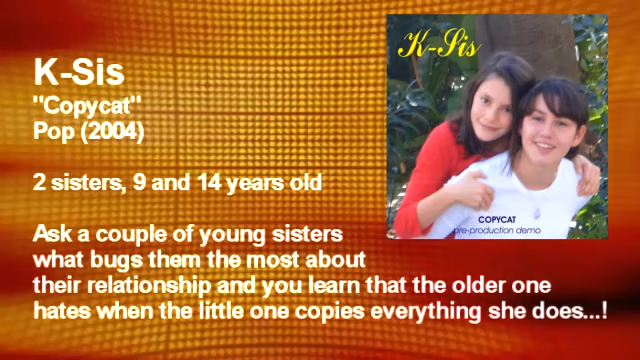 K-Sis
"Copycat"
Pop (2004)
2 sisters, 9 and 14 years old
Ask a couple of young sisters
what bugs them the most about
their relationship and you learn that the older one
hates when the little one copies everything she does...!
K-Sis
COPYCAT
pre-production demo